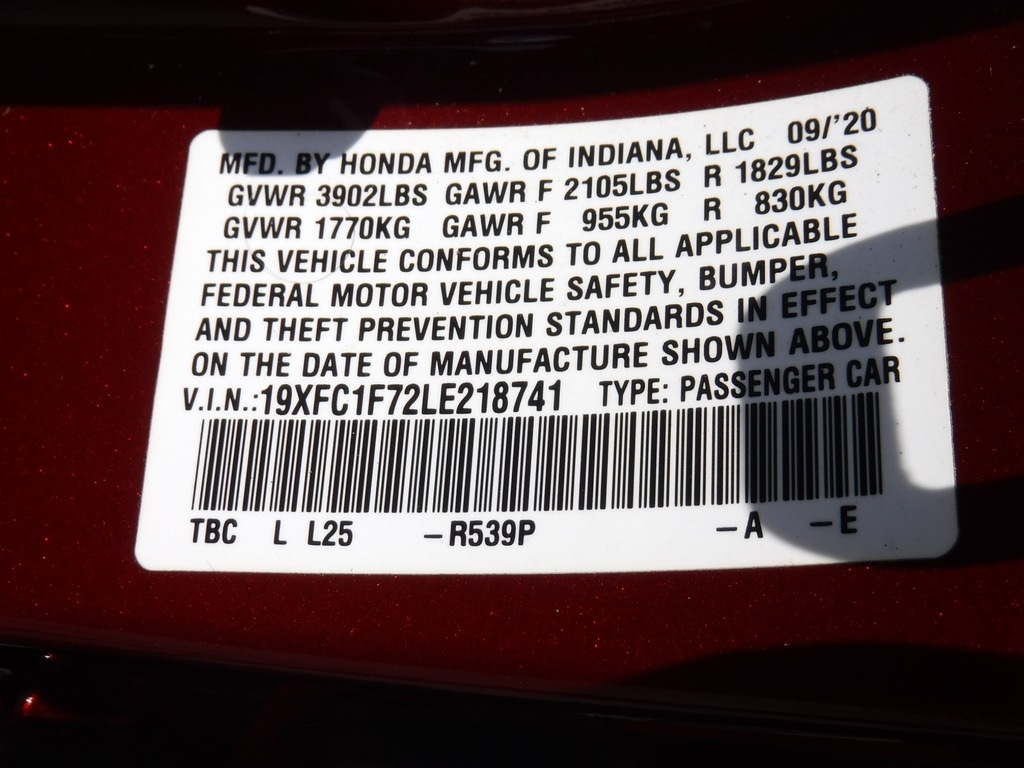 MFD. BY HONDA MFG. OF INDIANA, LLC 09/'20
GVWR 3902LBS GAWR F 2105LBS R 1829LBS
GVWR 1770KG GAWR F 955KG R 830KG
THIS VEHICLE CONFORMS TO ALL APPLICABLE
FEDERAL MOTOR VEHICLE SAFETY, BUMPER,
AND THEFT PREVENTION STANDARDS IN EFFECT
ON THE DATE OF MANUFACTURE SHOWN ABOVE.
V.I.N.:19XFC1F72LE218741 TYPE: PASSENGER CAR
TBC L L25 –R539P –A –E